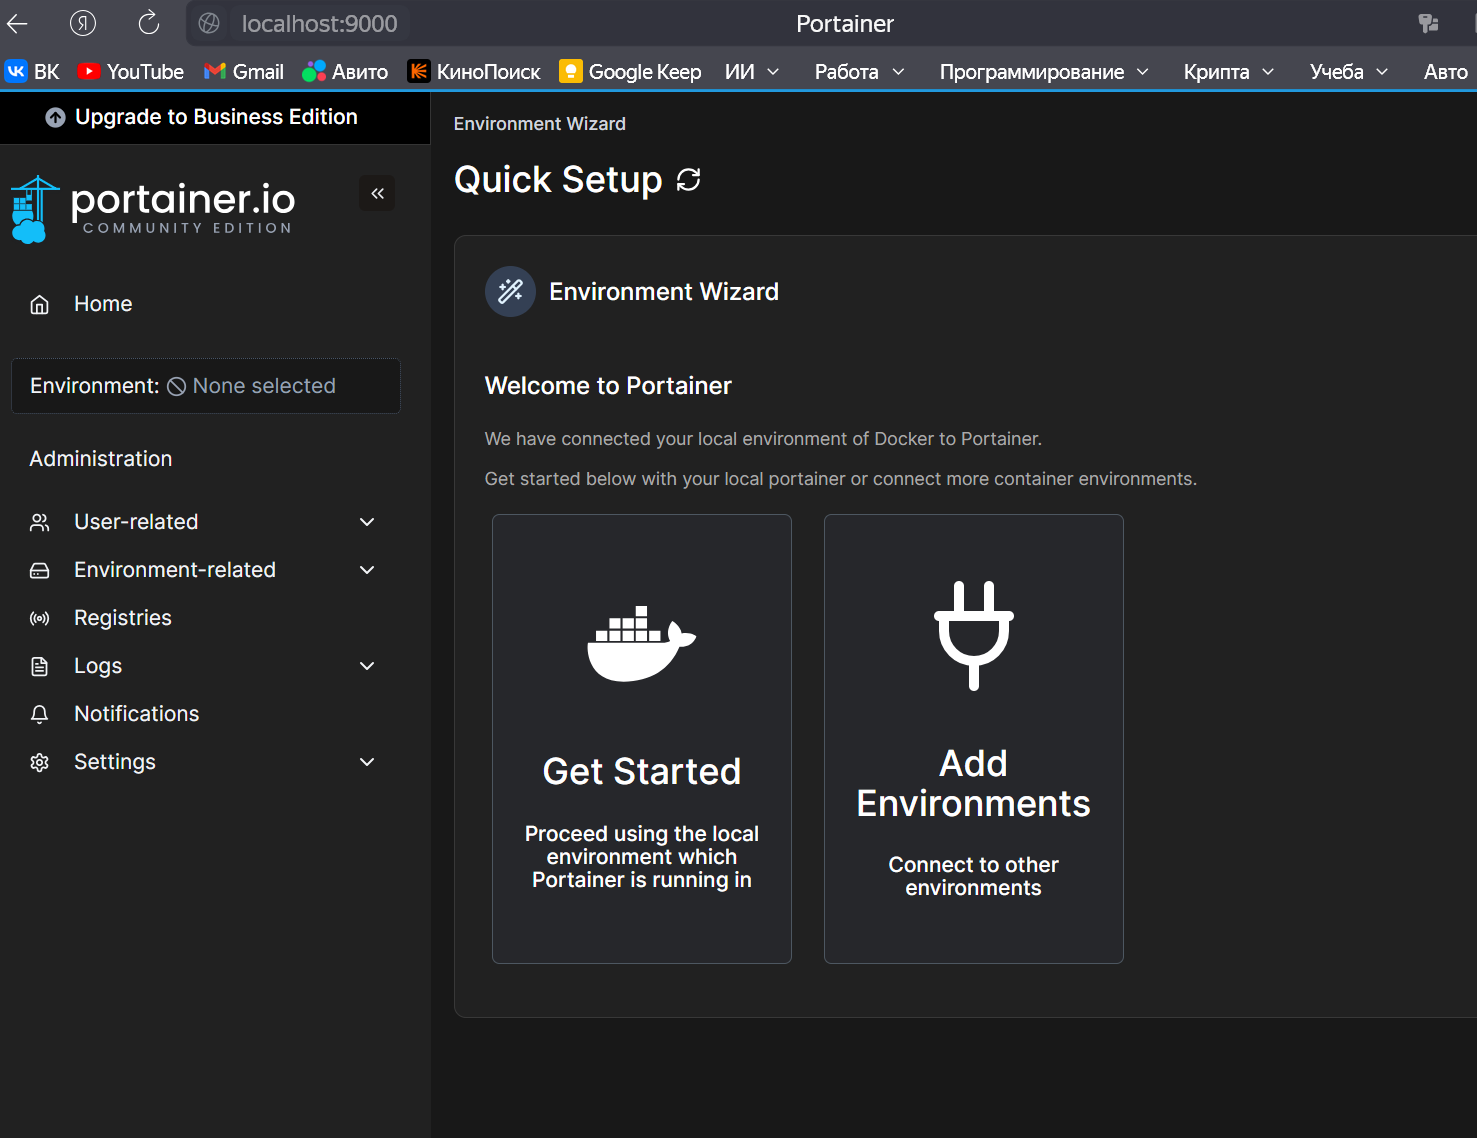 localhost:9000
Portainer
ВК
YouTube
Gmail
Авито
КиноПоиск
Google Keep
ИИ
Работа
Программирование
Крипта
Учеба
Авто
Upgrade to Business Edition
portainer.io
COMMUNITY EDITION
Home
Environment: None selected
Administration
User-related
Environment-related
Registries
Logs
Notifications
Settings
Environment Wizard
Quick Setup
Environment Wizard
Welcome to Portainer
We have connected your local environment of Docker to Portainer.
Get started below with your local portainer or connect more container environments.
Get Started
Proceed using the local
environment which
Portainer is running in
Add
Environments
Connect to other
environments